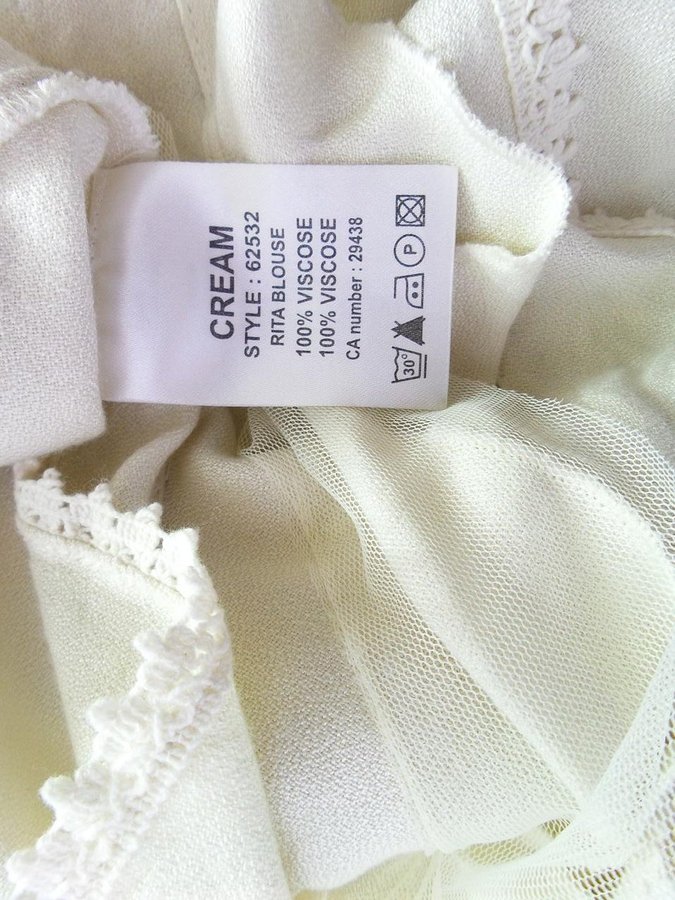 CREAM
STYLE : 62532
RITA BLOUSE
100% VISCOSE
100% VISCOSE
CA number : 29438
30° P